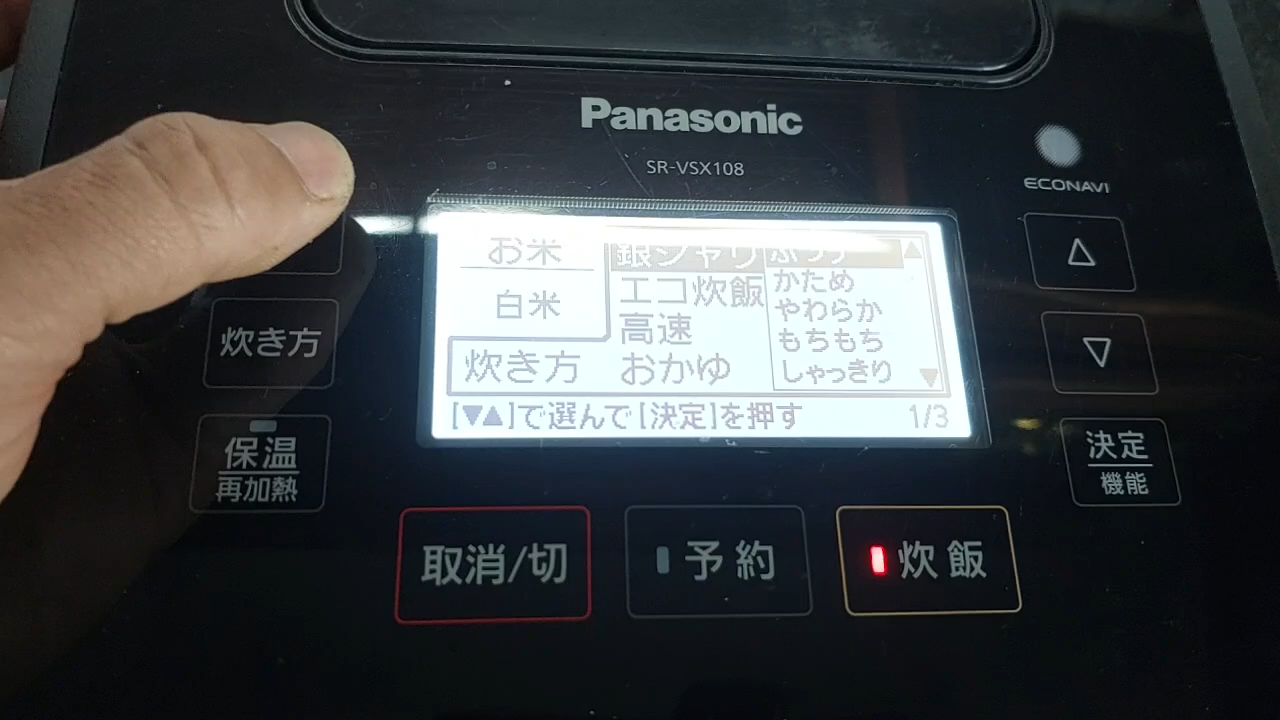 Panasonic
SR-VSX108
ECONAVI
お米
白米
炊き方
銀シャリ
エコ炊飯
高速
おかゆ
ふつう
かため
やわらか
もちもち
しゃっきり
[▼▲]で選んで[決定]を押す 1/3
△
▽
炊き方
保温
再加熱
決定
機能
取消/切
予約
炊飯